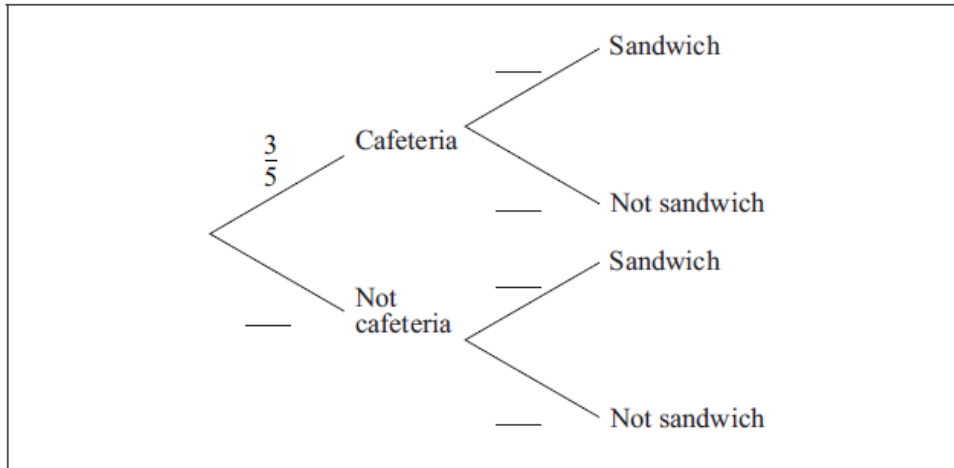 Sandwich
3
5
Cafeteria
Not sandwich
Sandwich
Not
cafeteria
Not sandwich